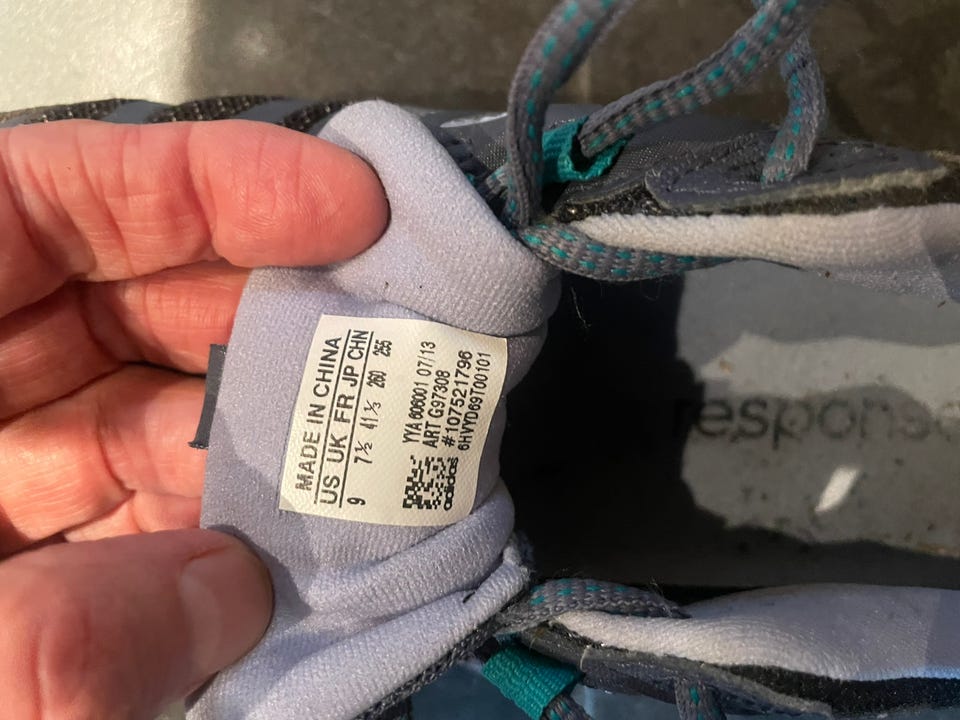 MADE IN CHINA
US UK FR JP CHN
9 7½ 41⅓ 260 255
YYA 606001 07/13
ART G97308
#107521796
6HVYD69T00101
adidas
response